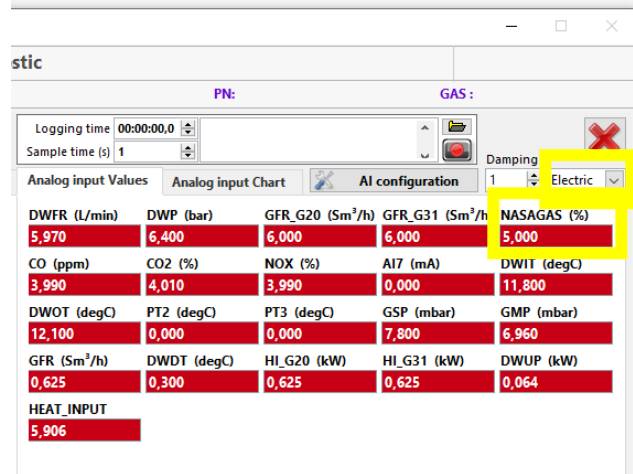 stic
PN: GAS :
Logging time 00:00:00,0
Sample time (s) 1
Damping
Analog input Values Analog input Chart AI configuration 1 Electric
DWFR (L/min) DWP (bar) GFR_G20 (Sm³/h) GFR_G31 (Sm³/h NASAGAS (%)
5,970 6,400 6,000 6,000 5,000
CO (ppm) CO2 (%) NOX (%) AI7 (mA) DWIT (degC)
3,990 4,010 3,990 0,000 11,800
DWOT (degC) PT2 (degC) PT3 (degC) GSP (mbar) GMP (mbar)
12,100 0,000 0,000 7,800 6,960
GFR (Sm³/h) DWDT (degC) HI_G20 (kW) HI_G31 (kW) DWUP (kW)
0,625 0,300 0,625 0,625 0,064
HEAT_INPUT
5,906